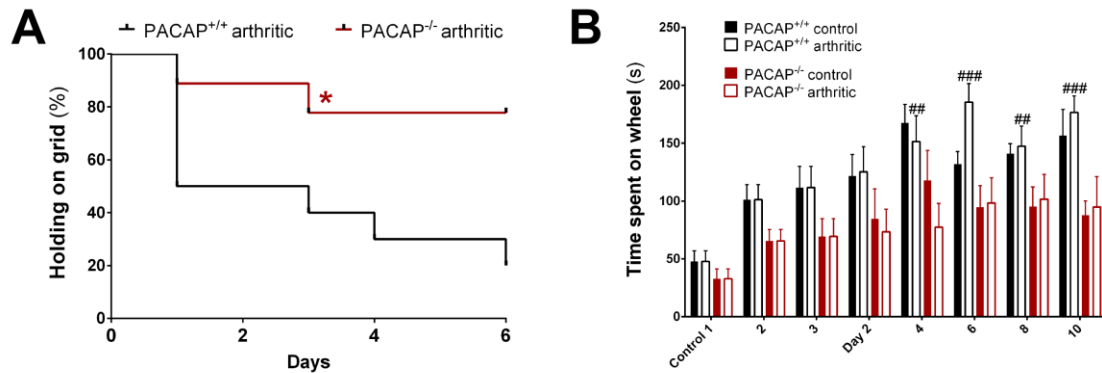 A
PACAP+/+ arthritic
PACAP-/- arthritic
Holding on grid (%)
100
80
60
40
20
0
*
0 2 4 6
Days
B
PACAP+/+ control
PACAP+/+ arthritic
PACAP-/- control
PACAP-/- arthritic
Time spent on wheel (s)
250
200
150
100
50
0
## ### ## ###
Control 1 2 3 Day 2 4 6 8 10